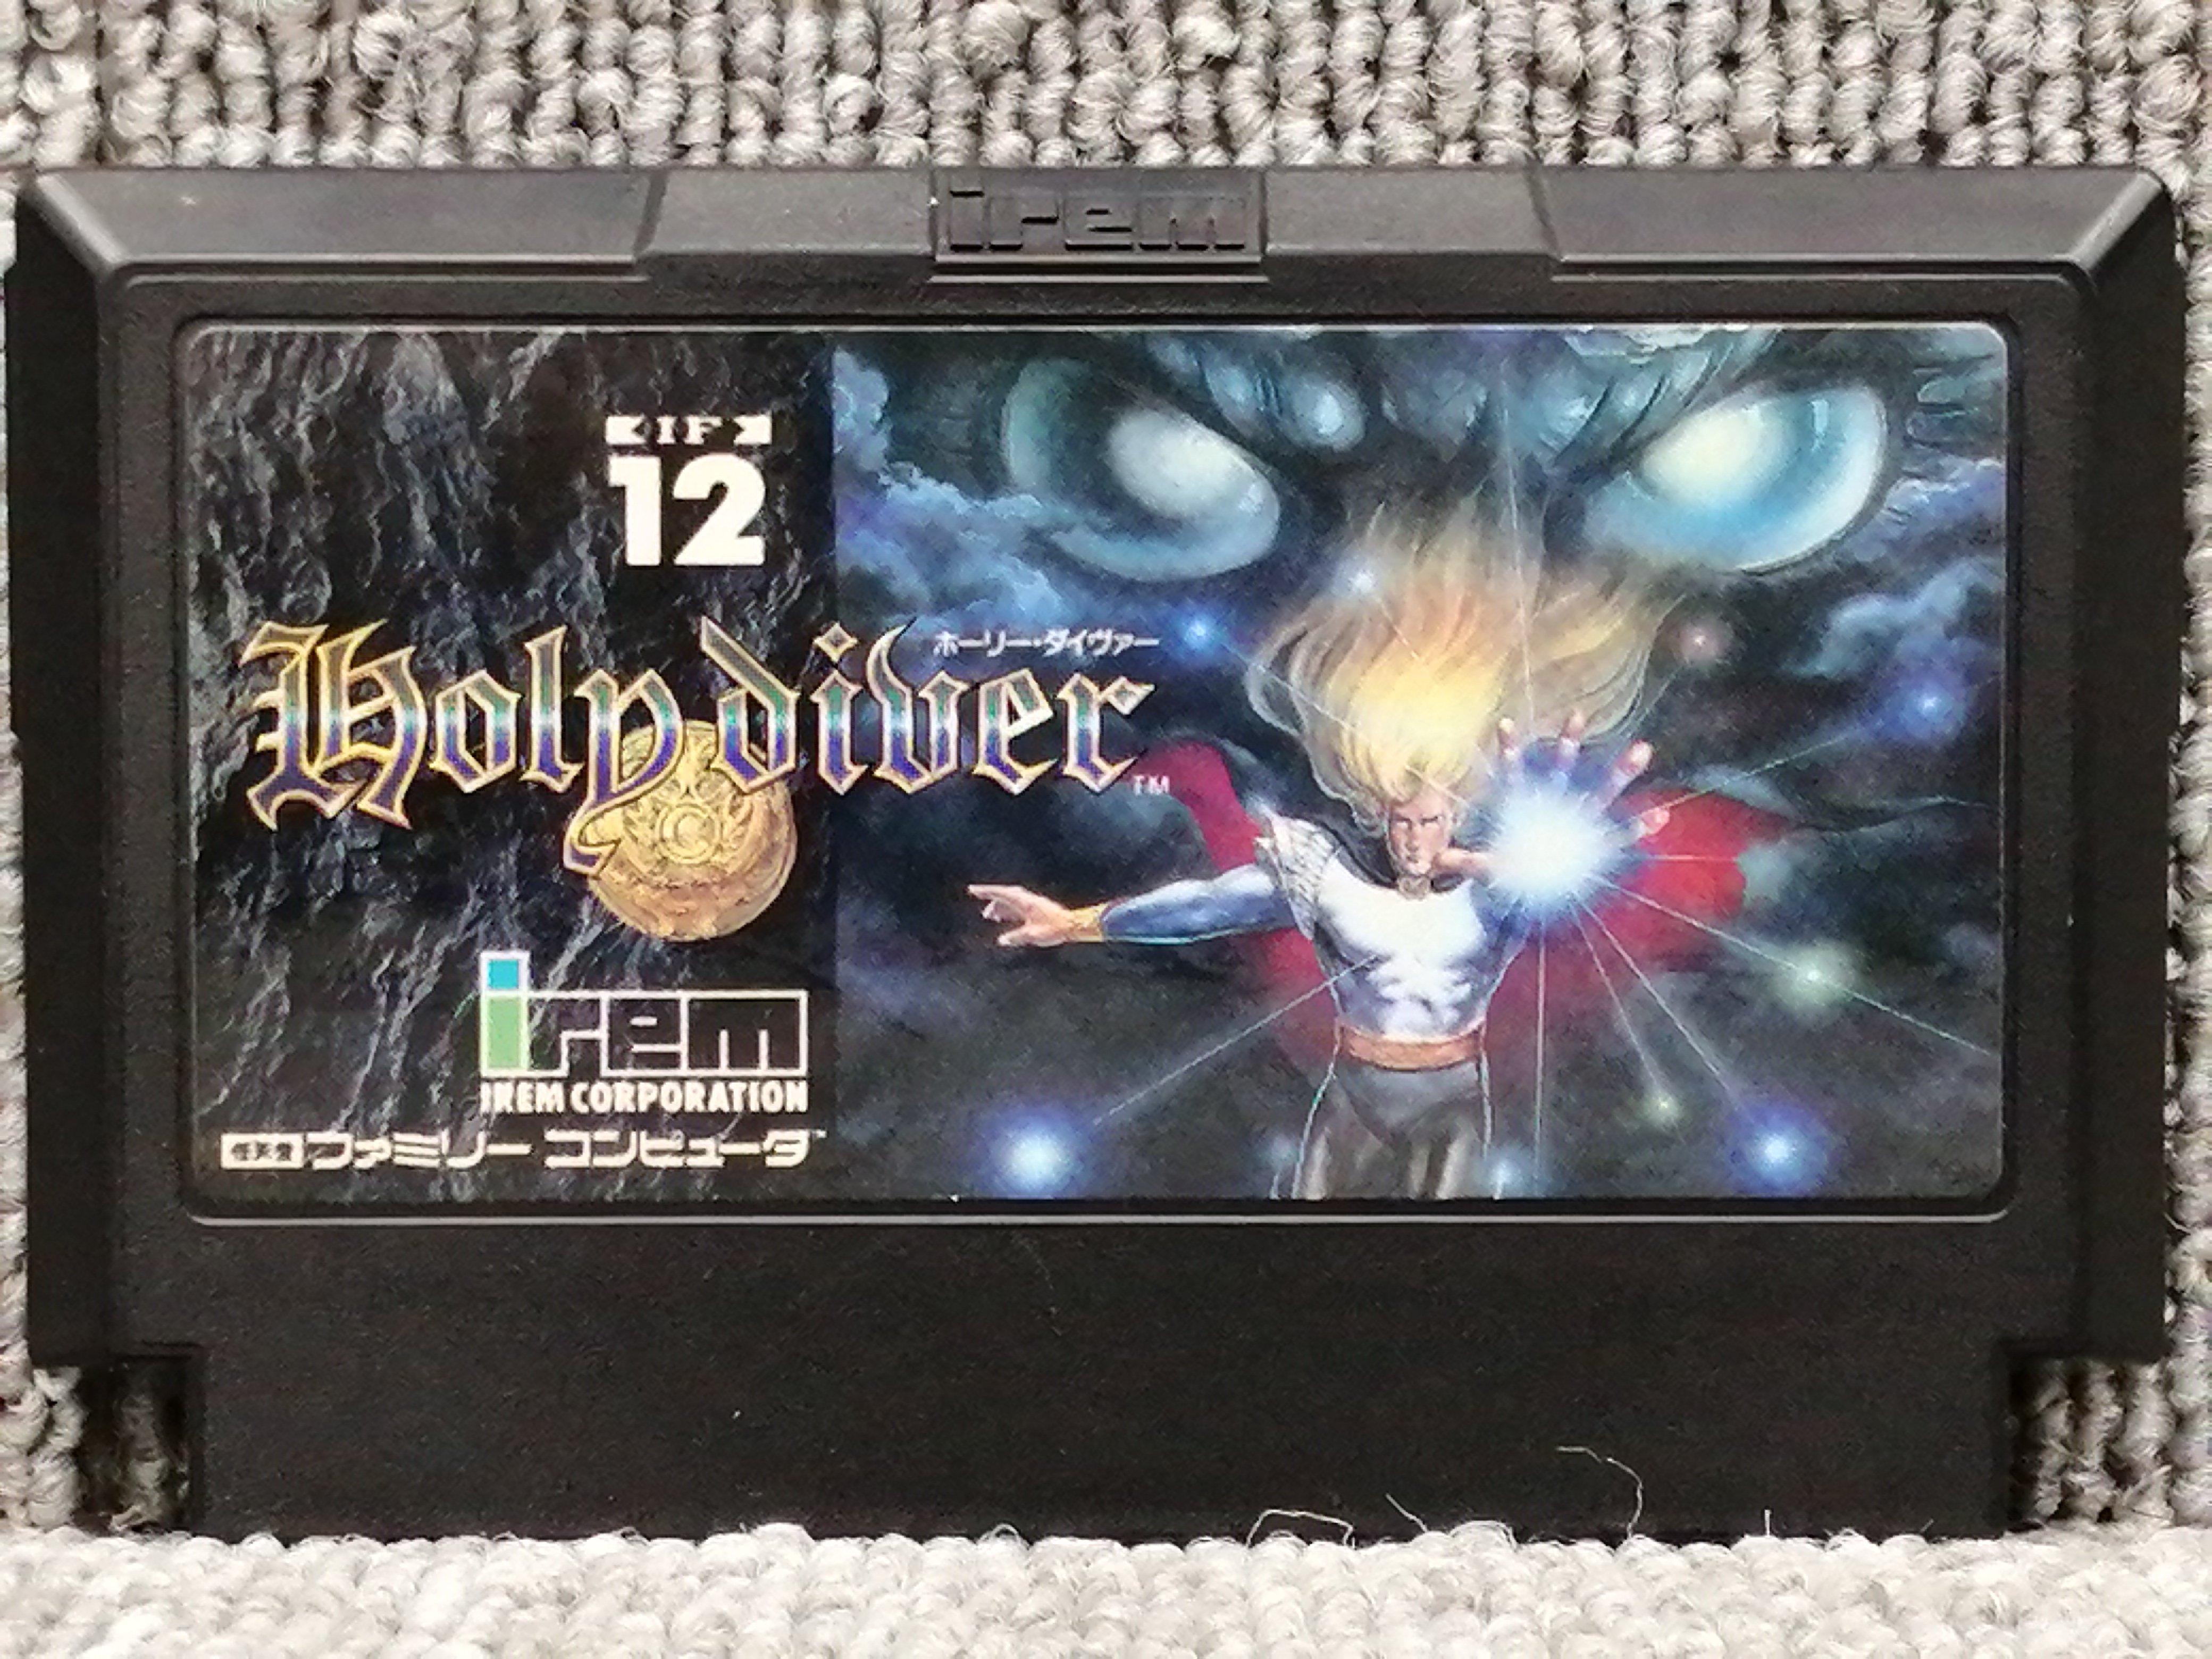 irem
IF
12
ホーリー・ダイヴァー
Holy diver
TM
irem
IREM CORPORATION
ファミリー コンピュータ